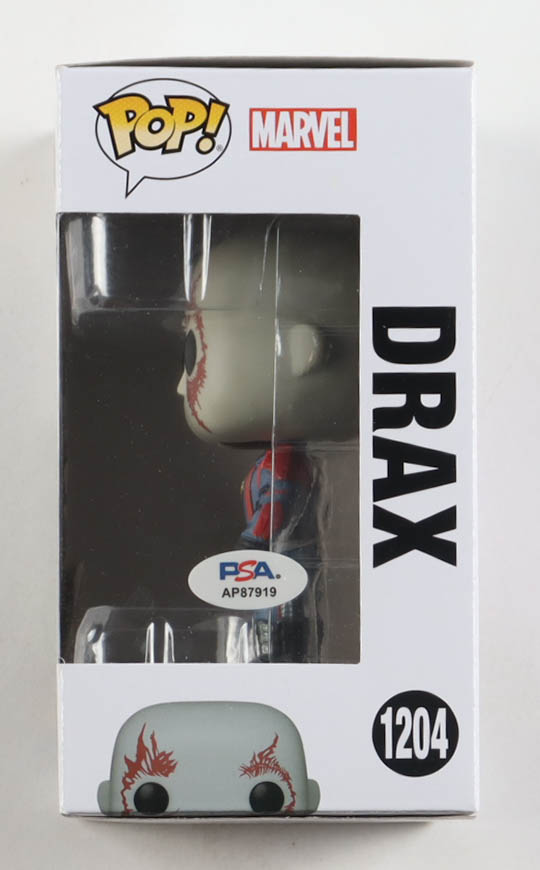 POP!
MARVEL
DRAX
PSA.
AP87919
1204